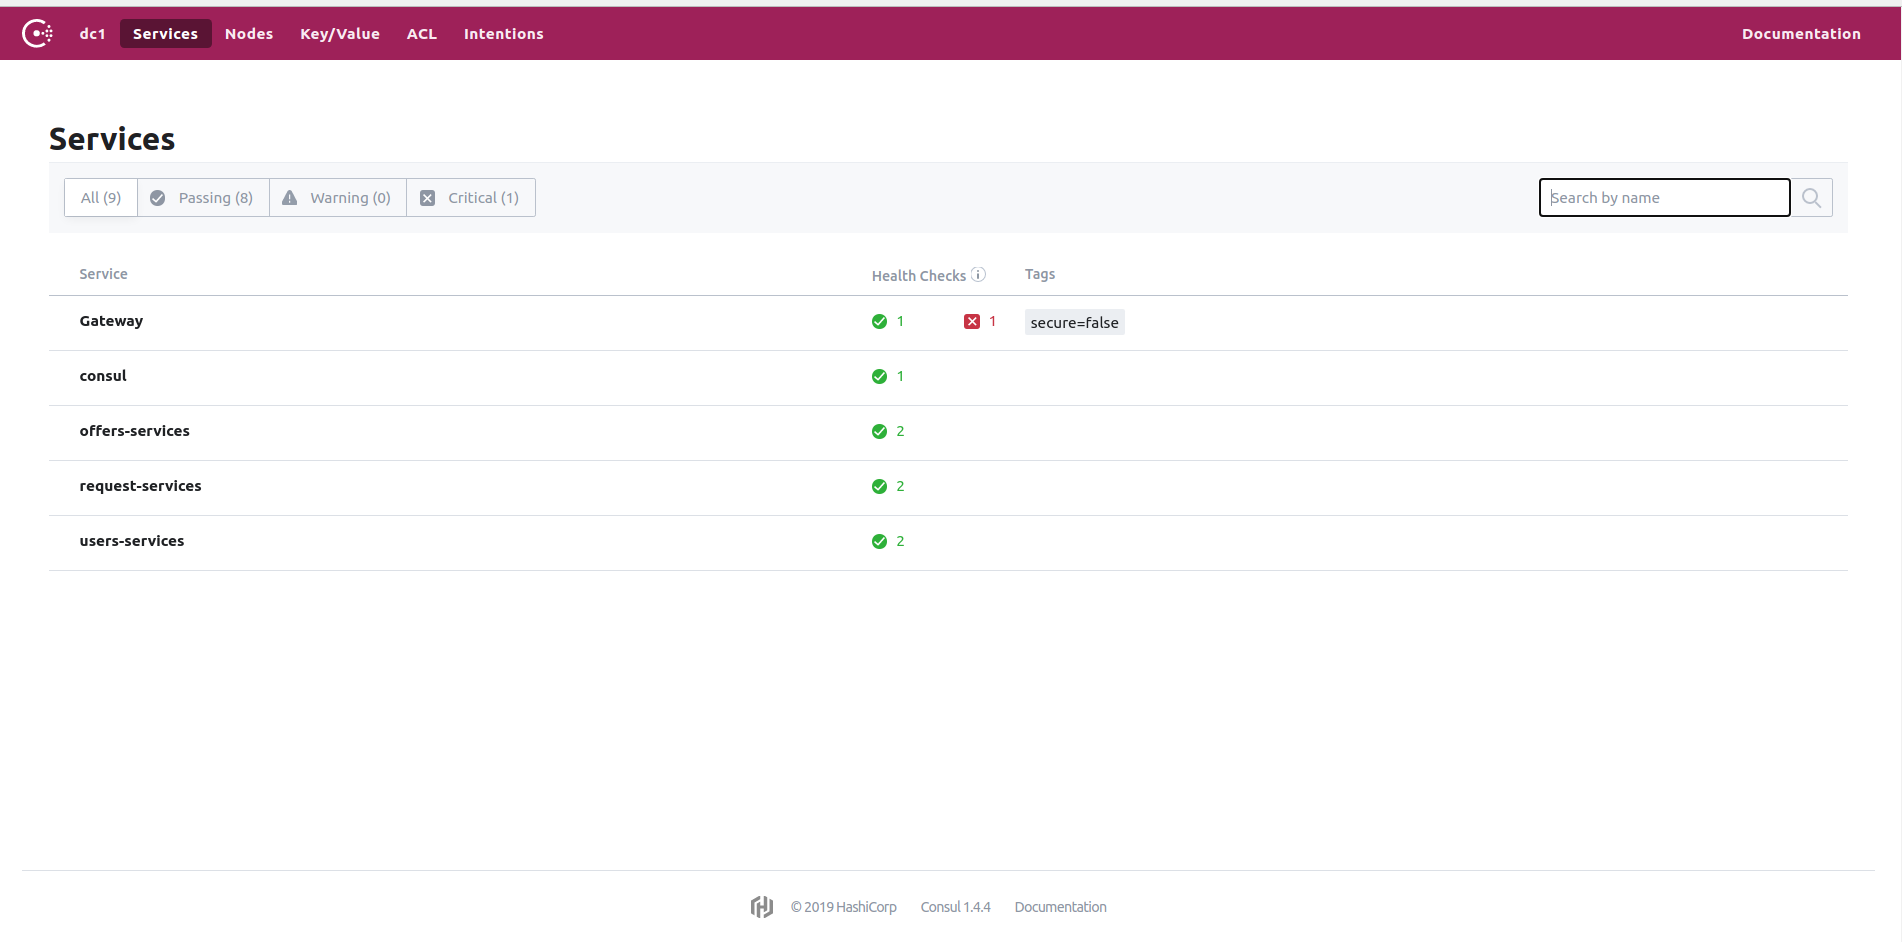 dc1 Services Nodes Key/Value ACL Intentions Documentation
Services
All (9) Passing (8) Warning (0) Critical (1) Search by name
Service Health Checks Tags
Gateway 1 1 secure=false
consul 1
offers-services 2
request-services 2
users-services 2
© 2019 HashiCorp Consul 1.4.4 Documentation